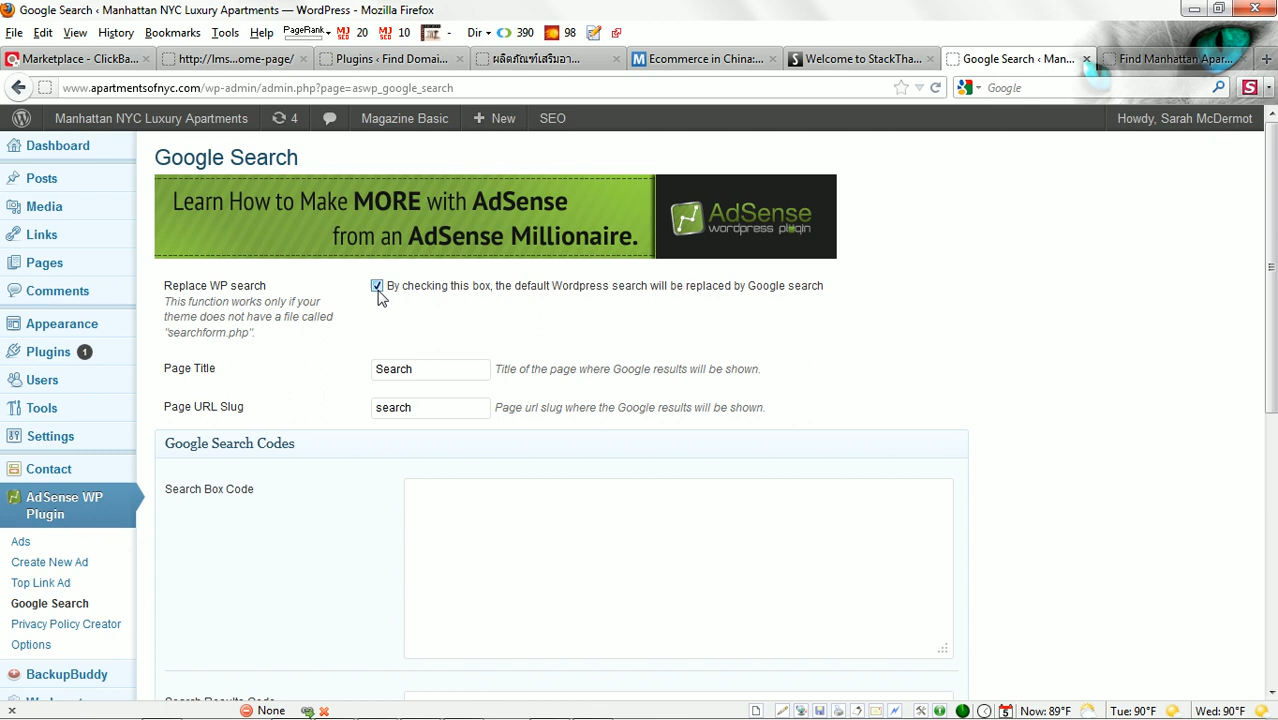 Google Search ‹ Manhattan NYC Luxury Apartments — WordPress - Mozilla Firefox
File Edit View History Bookmarks Tools Help PageRank 20 10 Dir 390 98
Marketplace - ClickBa...
http://lms...ome-page/
Plugins ‹ Find Domai...
ผลิตภัณฑ์เสริมอา...
Ecommerce in China:...
Welcome to StackTha...
Google Search ‹ Man...
Find Manhattan Apar...
www.apartmentsofnyc.com/wp-admin/admin.php?page=aswp_google_search
Google
Manhattan NYC Luxury Apartments 4 Magazine Basic + New SEO Howdy, Sarah McDermot
Dashboard
Posts
Media
Links
Pages
Comments
Appearance
Plugins 1
Users
Tools
Settings
Contact
AdSense WP
Plugin
Ads
Create New Ad
Top Link Ad
Google Search
Privacy Policy Creator
Options
BackupBuddy
Google Search
Learn How to Make MORE with AdSense
from an AdSense Millionaire.
AdSense
wordpress plugin
Replace WP search
This function works only if your
theme does not have a file called
"searchform.php".
By checking this box, the default Wordpress search will be replaced by Google search
Page Title
Search
Title of the page where Google results will be shown.
Page URL Slug
search
Page url slug where the Google results will be shown.
Google Search Codes
Search Box Code
Search Results Code
None
Now: 89°F Tue: 90°F Wed: 90°F